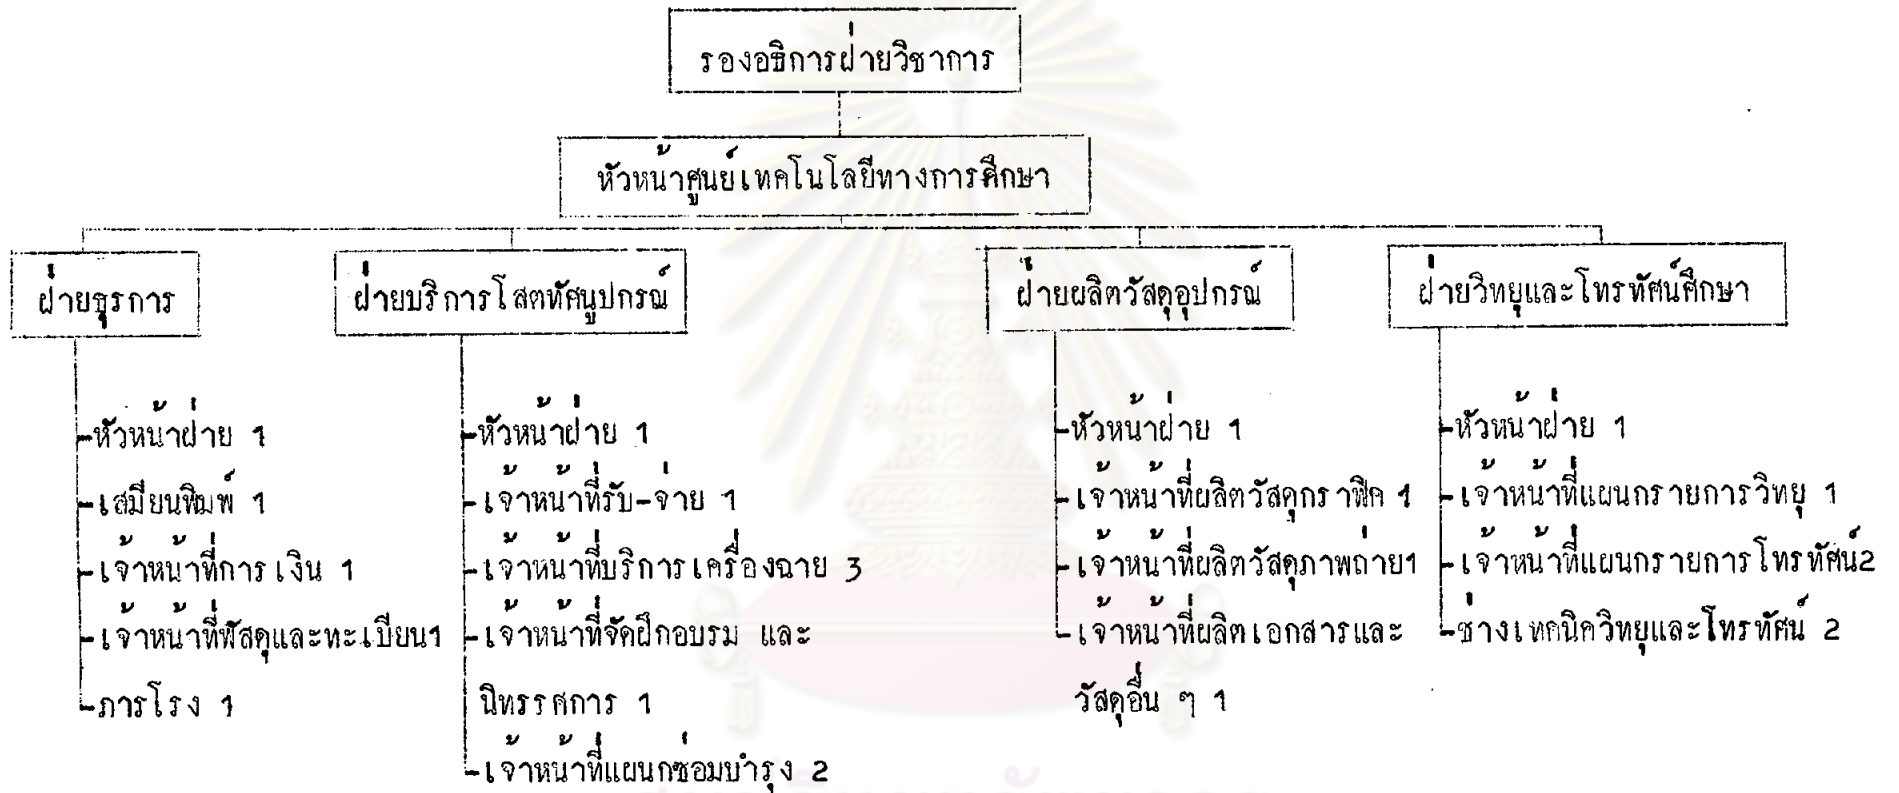 รองอธิการฝ่ายวิชาการ
หัวหน้าศูนย์เทคโนโลยีทางการศึกษา
ฝ่ายธุรการ
-หัวหน้าฝ่าย 1
-เสมียนพิมพ์ 1
-เจ้าหน้าที่การเงิน 1
-เจ้าหน้าที่พัสดุและทะเบียน1
-ภารโรง 1
ฝ่ายบริการโสตทัศนูปกรณ์
-หัวหน้าฝ่าย 1
-เจ้าหน้าที่รับ-จ่าย 1
-เจ้าหน้าที่บริการเครื่องฉาย 3
-เจ้าหน้าที่จัดฝึกอบรม และ
นิทรรศการ 1
-เจ้าหน้าที่แผนกซ่อมบำรุง 2
ฝ่ายผลิตวัสดุอุปกรณ์
-หัวหน้าฝ่าย 1
-เจ้าหน้าที่ผลิตวัสดุกราฟิค 1
-เจ้าหน้าที่ผลิตวัสดุภาพถ่าย1
-เจ้าหน้าที่ผลิตเอกสารและ
วัสดุอื่น ๆ 1
ฝ่ายวิทยุและโทรทัศน์ศึกษา
-หัวหน้าฝ่าย 1
-เจ้าหน้าที่แผนกรายการวิทยุ 1
-เจ้าหน้าที่แผนกรายการโทรทัศน์2
-ช่างเทคนิควิทยุและโทรทัศน์ 2